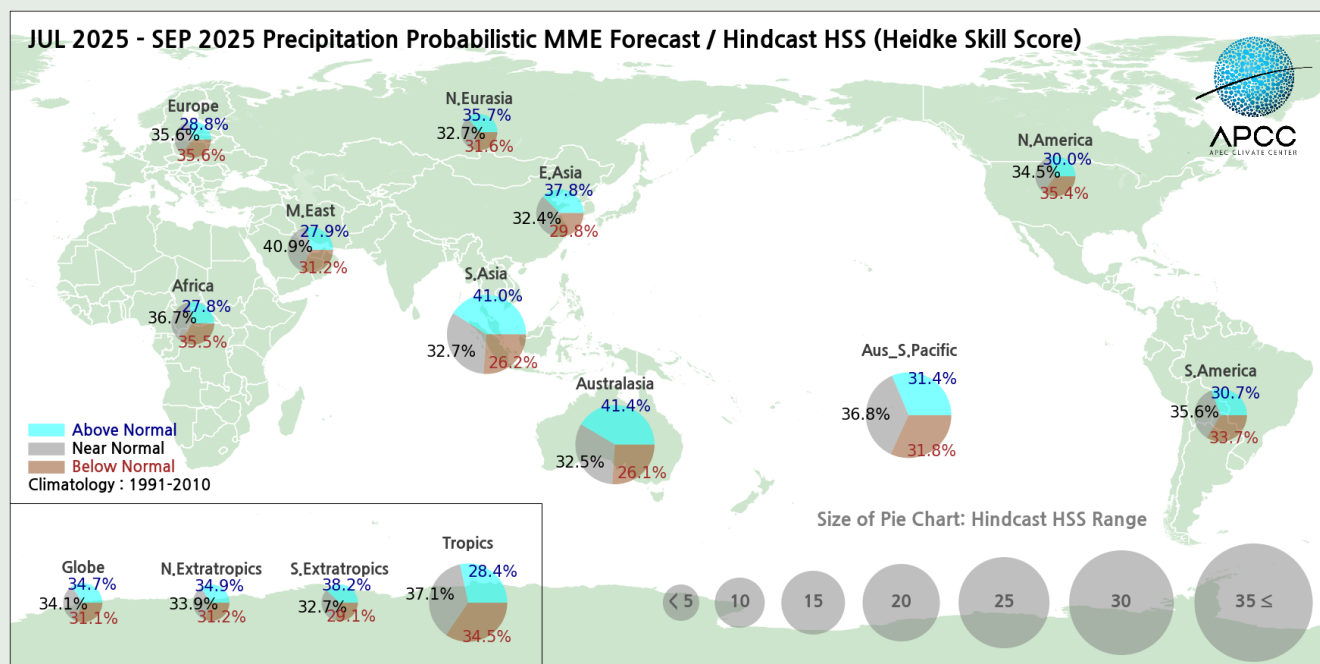 JUL 2025 - SEP 2025 Precipitation Probabilistic MME Forecast / Hindcast HSS (Heidke Skill Score)
APCC
APEC CLIVATE CENTER
Europe
28.8%
35.6%
35.6%
N.Eurasia
35.7%
32.7%
31.6%
N.America
30.0%
34.5%
35.4%
E.Asia
37.8%
32.4%
29.8%
M.East
27.9%
40.9%
31.2%
S.Asia
41.0%
32.7%
26.2%
Africa
27.8%
36.7%
35.5%
Aus_S.Pacific
31.4%
36.8%
31.8%
S.America
30.7%
35.6%
33.7%
Australasia
41.4%
32.5%
26.1%
Above Normal
Near Normal
Below Normal
Climatology : 1991-2010
Size of Pie Chart: Hindcast HSS Range
< 5 10 15 20 25 30 35 ≤
Globe
34.7%
34.1%
31.1%
N.Extratropics
34.9%
33.9%
31.2%
S.Extratropics
38.2%
32.7%
29.1%
Tropics
28.4%
37.1%
34.5%